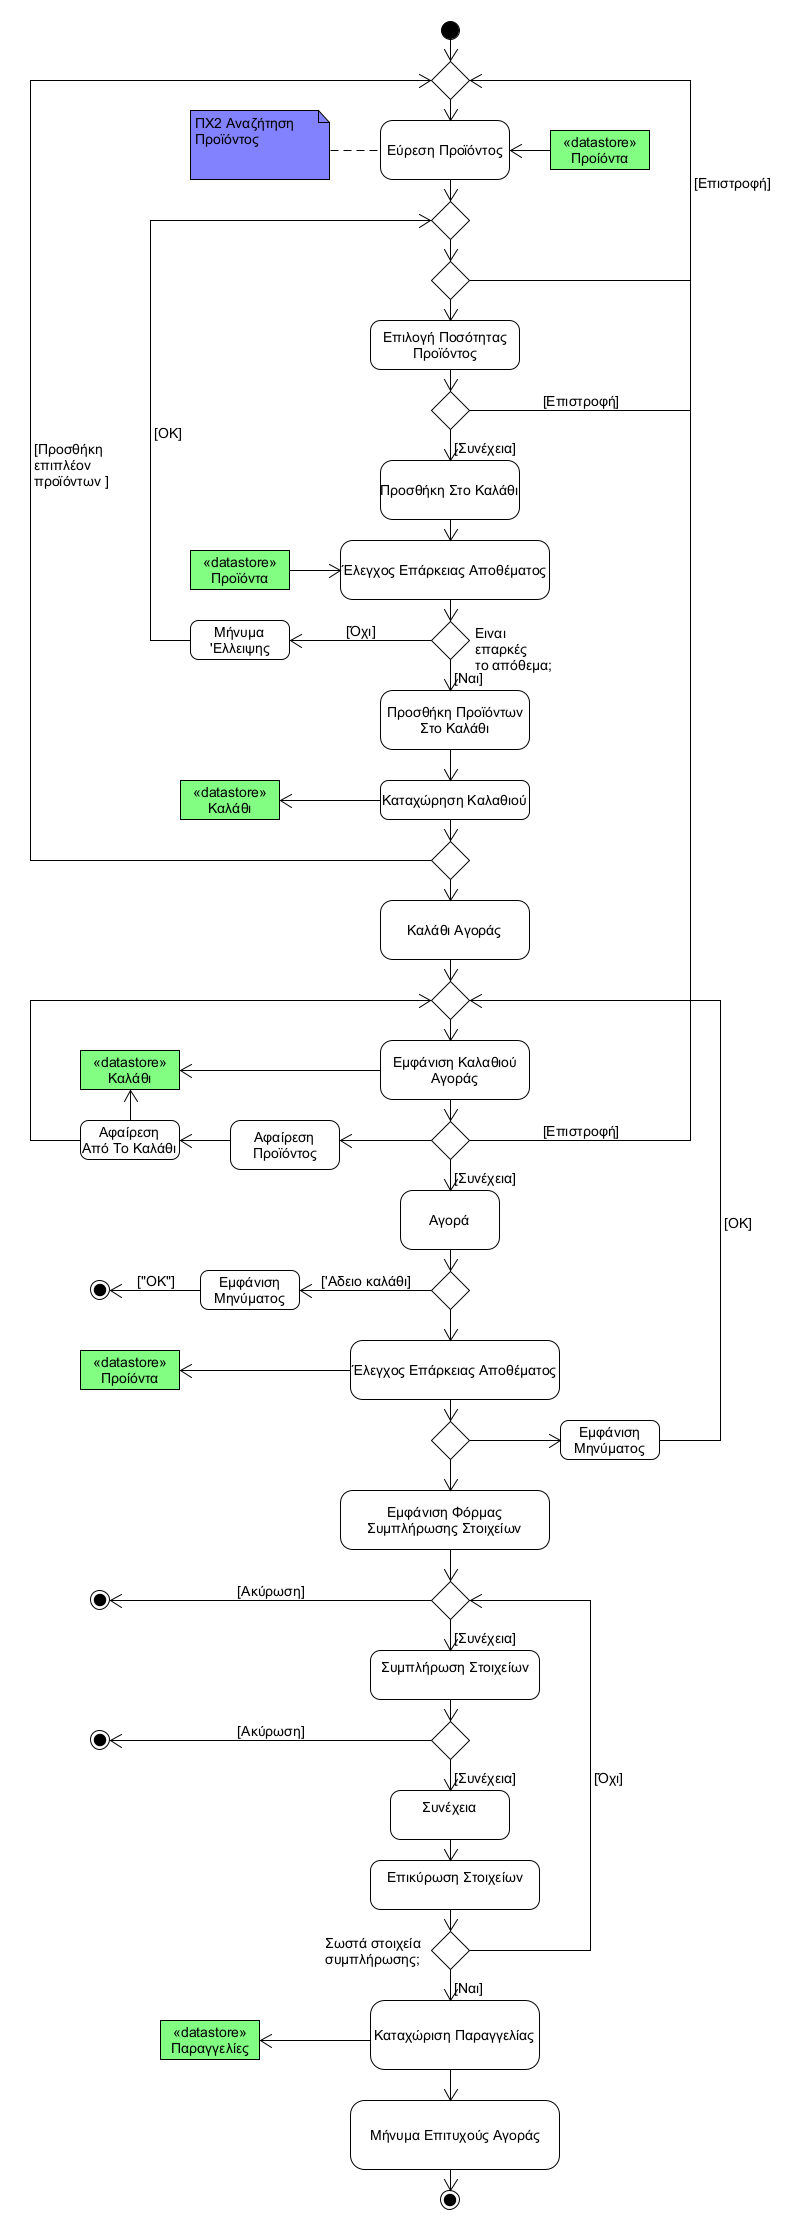 ΠΧ2 Αναζήτηση
Προϊόντος
Εύρεση Προϊόντος
«datastore»
Προϊόντα
[Επιστροφή]
Επιλογή Ποσότητας
Προϊόντος
[Επιστροφή]
[OK]
[Προσθήκη
επιπλέον
προϊόντων ]
[Συνέχεια]
Προσθήκη Στο Καλάθι
«datastore»
Προϊόντα
Έλεγχος Επάρκειας Αποθέματος
Μήνυμα
'Ελλειψης
[Όχι]
Ειναι
επαρκές
το απόθεμα;
[Ναι]
Προσθήκη Προϊόντων
Στο Καλάθι
«datastore»
Καλάθι
Καταχώρηση Καλαθιού
Καλάθι Αγοράς
«datastore»
Καλάθι
Εμφάνιση Καλαθιού
Αγοράς
Αφαίρεση
Από Το Καλάθι
Αφαίρεση
Προϊόντος
[Επιστροφή]
[Συνέχεια]
Αγορά
[OK]
["OK"]
Εμφάνιση
Μηνύματος
['Αδειο καλάθι]
«datastore»
Προϊόντα
Έλεγχος Επάρκειας Αποθέματος
Εμφάνιση
Μηνύματος
Εμφάνιση Φόρμας
Συμπλήρωσης Στοιχείων
[Ακύρωση]
[Συνέχεια]
Συμπλήρωση Στοιχείων
[Ακύρωση]
[Συνέχεια]
[Όχι]
Συνέχεια
Επικύρωση Στοιχείων
Σωστά στοιχεία
συμπλήρωσης;
[Ναι]
«datastore»
Παραγγελίες
Καταχώριση Παραγγελίας
Μήνυμα Επιτυχούς Αγοράς